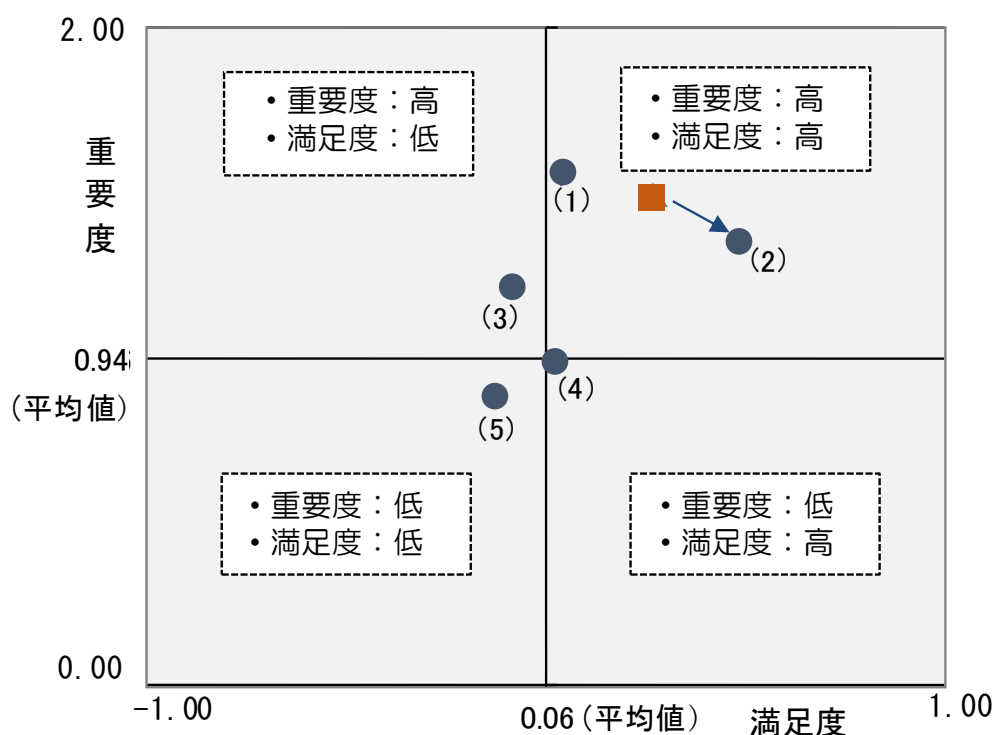 2.00
・重要度：高
・満足度：低
・重要度：高
・満足度：高
重要度
(1)
(2)
(3)
0.94
(平均値)
(4)
(5)
・重要度：低
・満足度：低
・重要度：低
・満足度：高
0.00
-1.00
0.06(平均値)
満足度
1.00